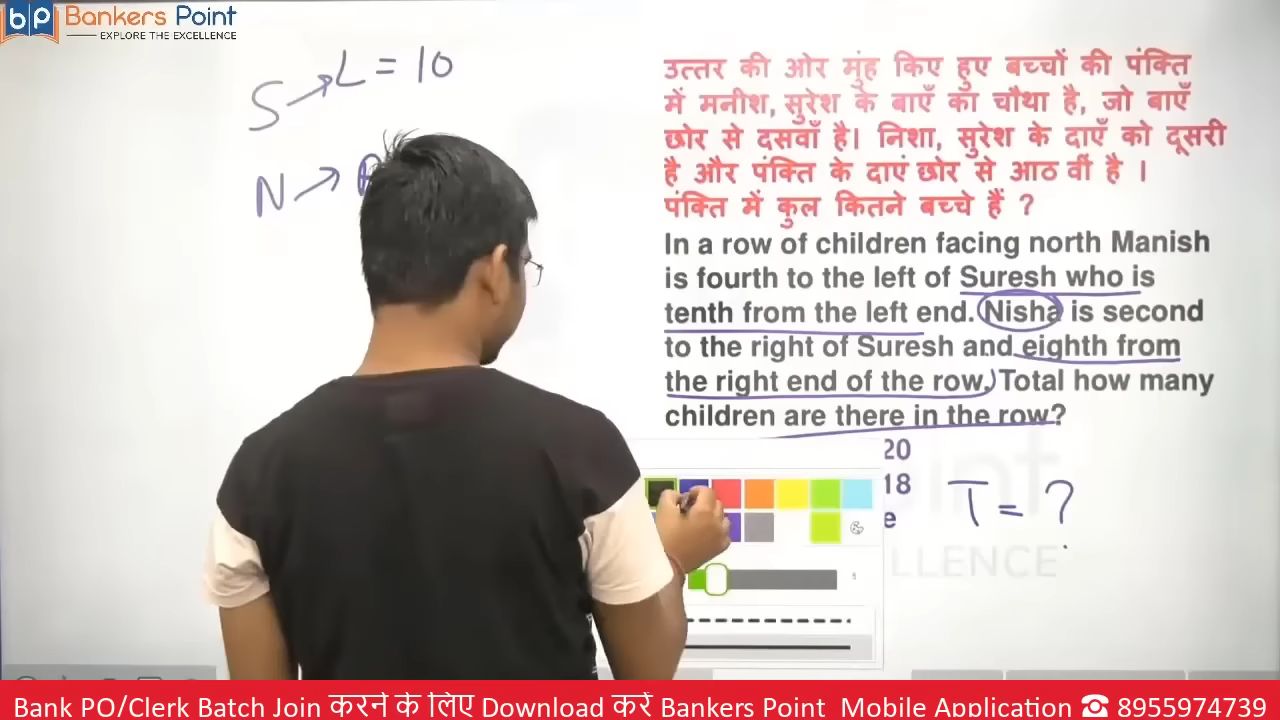 bp Bankers Point
EXPLORE THE EXCELLENCE
S → L = 10
N →
उत्तर की ओर मुंह किए हुए बच्चों की पंक्ति
में मनीश, सुरेश के बाएँ का चौथा है, जो बाएँ
छोर से दसवाँ है। निशा, सुरेश के दाएँ को दूसरी
है और पंक्ति के दाएं छोर से आठ वीं है ।
पंक्ति में कुल कितने बच्चे हैं ?
In a row of children facing north Manish
is fourth to the left of Suresh who is
tenth from the left end. Nisha is second
to the right of Suresh and eighth from
the right end of the row. Total how many
children are there in the row?
20
18
e
T = ?
LLENCE
Bank PO/Clerk Batch Join करने के लिए Download करें Bankers Point Mobile Application ☎ 8955974739